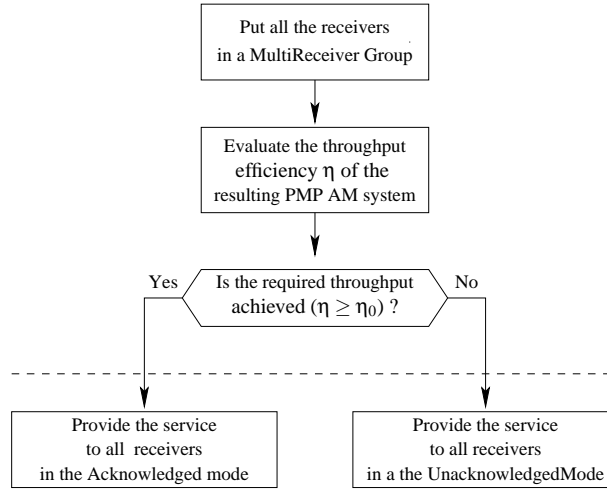 Put all the receivers
in a MultiReceiver Group
Evaluate the throughput
efficiency η of the
resulting PMP AM system
Yes
Is the required throughput
achieved (η ≥ η₀) ?
No
Provide the service
to all receivers
in the Acknowledged mode
Provide the service
to all receivers
in a the UnacknowledgedMode